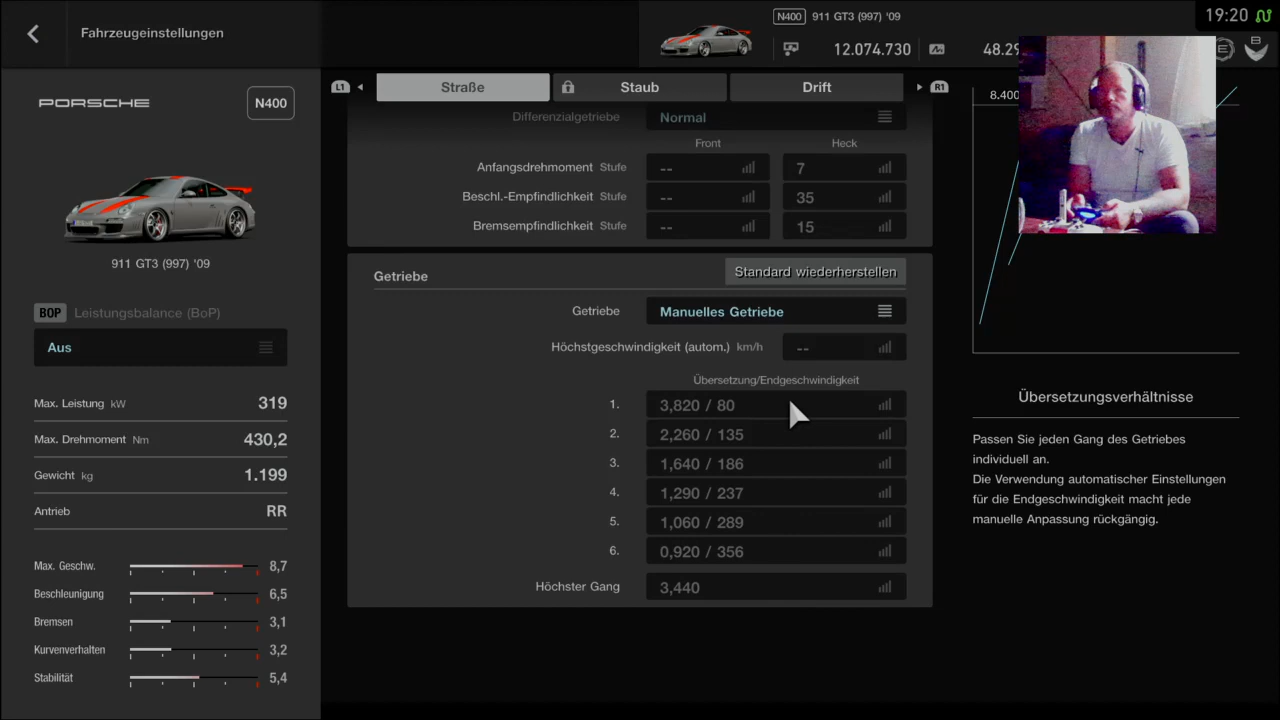 Fahrzeugeinstellungen
N400 911 GT3 (997) '09
12.074.730
48.29
19:20
PORSCHE
N400
911 GT3 (997) '09
BOP Leistungsbalance (BoP)
Aus
Max. Leistung kW 319
Max. Drehmoment Nm 430,2
Gewicht kg 1.199
Antrieb RR
Max. Geschw. 8,7
Beschleunigung 6,5
Bremsen 3,1
Kurvenverhalten 3,2
Stabilität 5,4
L1 Straße Staub Drift R1
Differenzialgetriebe Normal
Front Heck
Anfangsdrehmoment Stufe -- 7
Beschl.-Empfindlichkeit Stufe -- 35
Bremsempfindlichkeit Stufe -- 15
Getriebe Standard wiederherstellen
Getriebe Manuelles Getriebe
Höchstgeschwindigkeit (autom.) km/h --
Übersetzung/Endgeschwindigkeit
1. 3,820 / 80
2. 2,260 / 135
3. 1,640 / 186
4. 1,290 / 237
5. 1,060 / 289
6. 0,920 / 356
Höchster Gang 3,440
8.400
Übersetzungsverhältnisse
Passen Sie jeden Gang des Getriebes
individuell an.
Die Verwendung automatischer Einstellungen
für die Endgeschwindigkeit macht jede
manuelle Anpassung rückgängig.
E
B